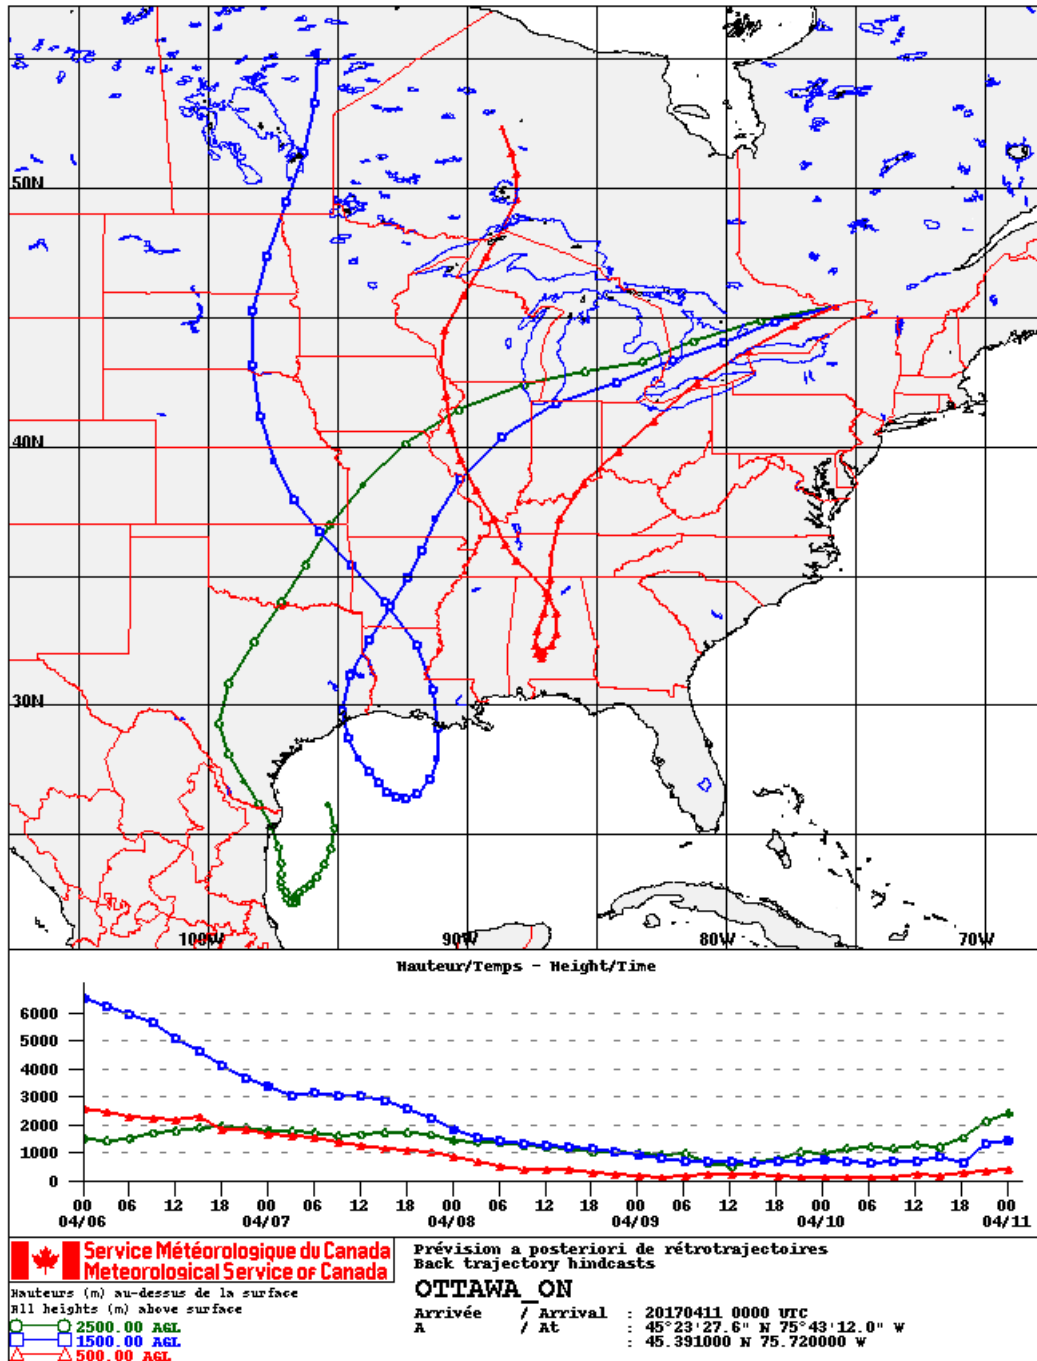 50N
40N
30N
100W 90W 80W 70W
Hauteur/Temps - Height/Time
6000
5000
4000
3000
2000
1000
0
00 06 12 18 00 06 12 18 00 06 12 18 00 06 12 18 00 06 12 18 00
04/06 04/07 04/08 04/09 04/10 04/11
Service Météorologique du Canada
Meteorological Service of Canada
Hauteurs (m) au-dessus de la surface
All heights (m) above surface
2500.00 AGL
1500.00 AGL
500.00 AGL
Prévision a posteriori de rétrotrajectoires
Back trajectory hindcasts
OTTAWA_ON
Arrivée / Arrival : 20170411 0000 UTC
A / At : 45°23'27.6" N 75°43'12.0" W
: 45.391000 N 75.720000 W